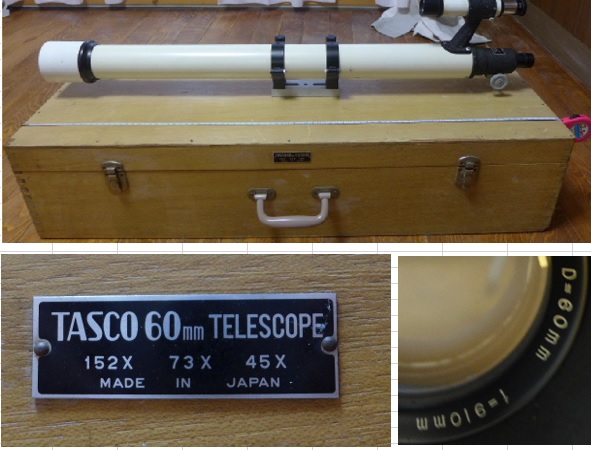 TASCO 60mm TELESCOPE
152X 73X 45X
MADE IN JAPAN
D=60mm
f=910mm